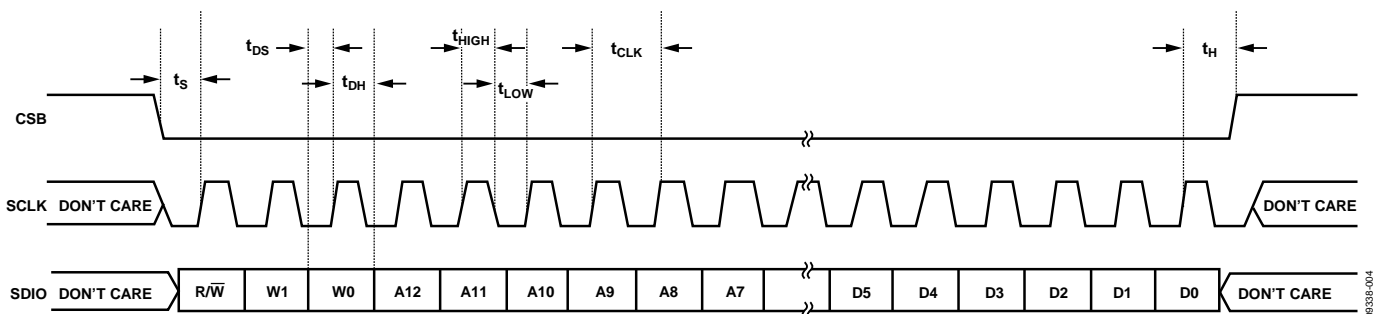 tDS
tHIGH
tCLK
tH
tS
tDH
tLOW
CSB
SCLK DON'T CARE DON'T CARE
SDIO DON'T CARE R/W̅ W1 W0 A12 A11 A10 A9 A8 A7 D5 D4 D3 D2 D1 D0 DON'T CARE
09338-004